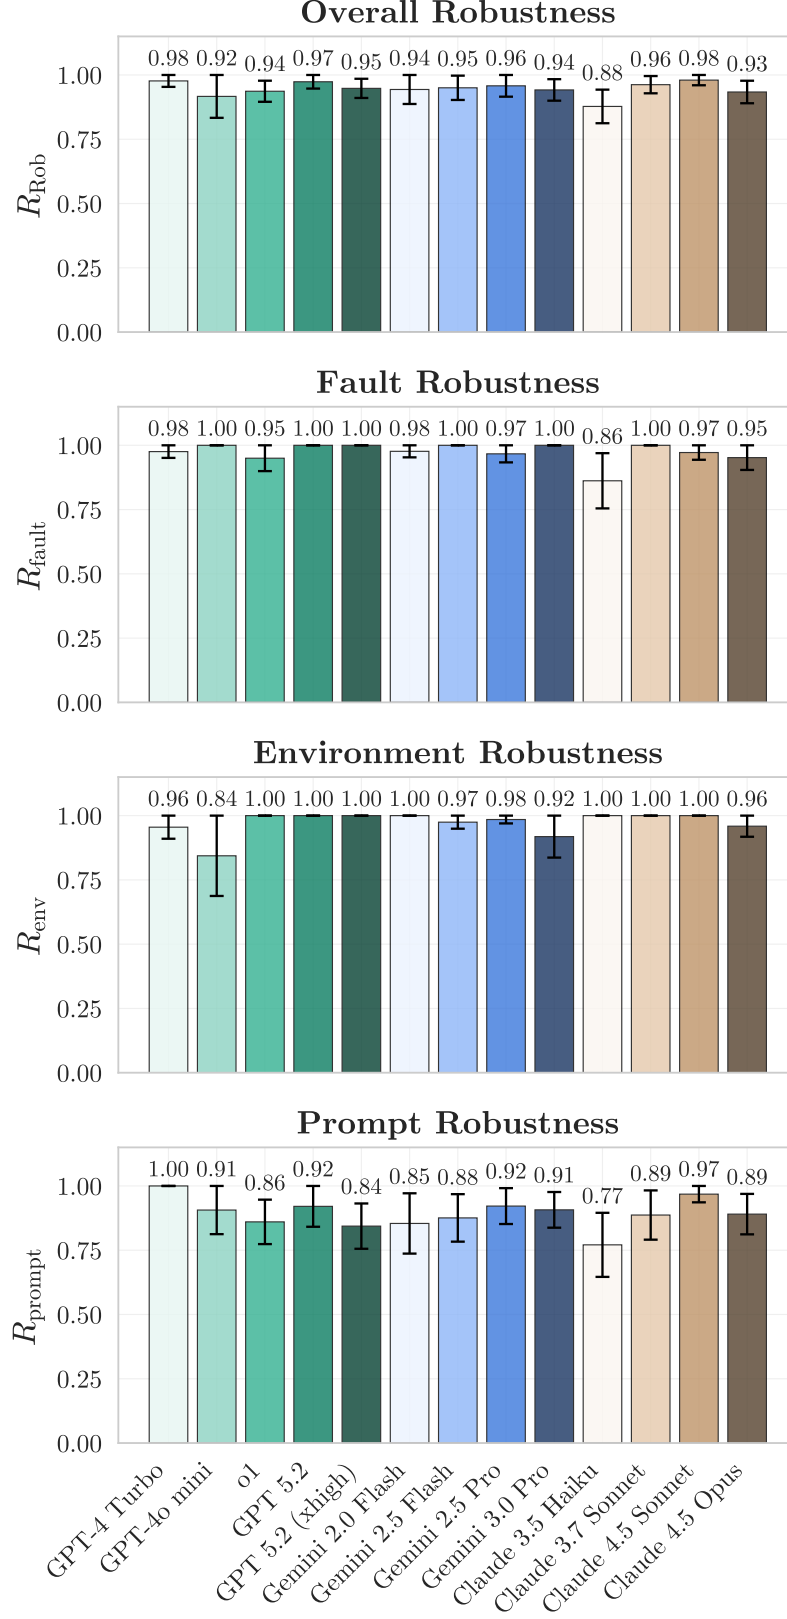 Overall Robustness
0.98 0.92 0.94 0.97 0.95 0.94 0.95 0.96 0.94 0.88 0.96 0.98 0.93
1.00
0.75
0.50
0.25
0.00
R_Rob
Fault Robustness
0.98 1.00 0.95 1.00 1.00 0.98 1.00 0.97 1.00 0.86 1.00 0.97 0.95
1.00
0.75
0.50
0.25
0.00
R_fault
Environment Robustness
0.96 0.84 1.00 1.00 1.00 1.00 0.97 0.98 0.92 1.00 1.00 1.00 0.96
1.00
0.75
0.50
0.25
0.00
R_env
Prompt Robustness
1.00 0.91 0.86 0.92 0.84 0.85 0.88 0.92 0.91 0.77 0.89 0.97 0.89
1.00
0.75
0.50
0.25
0.00
R_prompt
GPT-4 Turbo
GPT-4o mini
o1
GPT 5.2
GPT 5.2 (xhigh)
Gemini 2.0 Flash
Gemini 2.5 Flash
Gemini 2.5 Pro
Gemini 3.0 Pro
Claude 3.5 Haiku
Claude 3.7 Sonnet
Claude 4.5 Sonnet
Claude 4.5 Opus